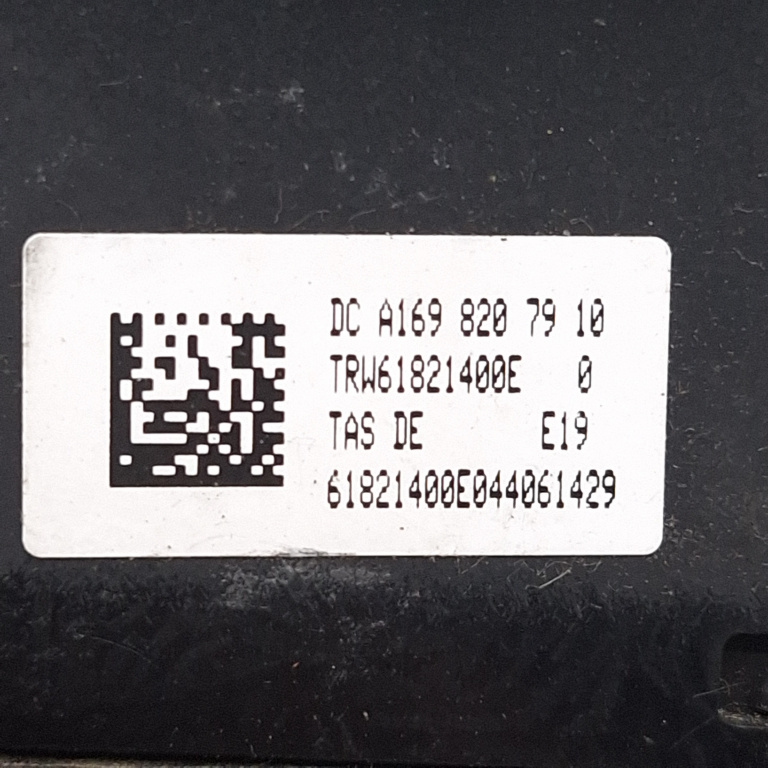 DC A169 820 79 10
TRW61821400E 0
TAS DE E19
61821400E044061429